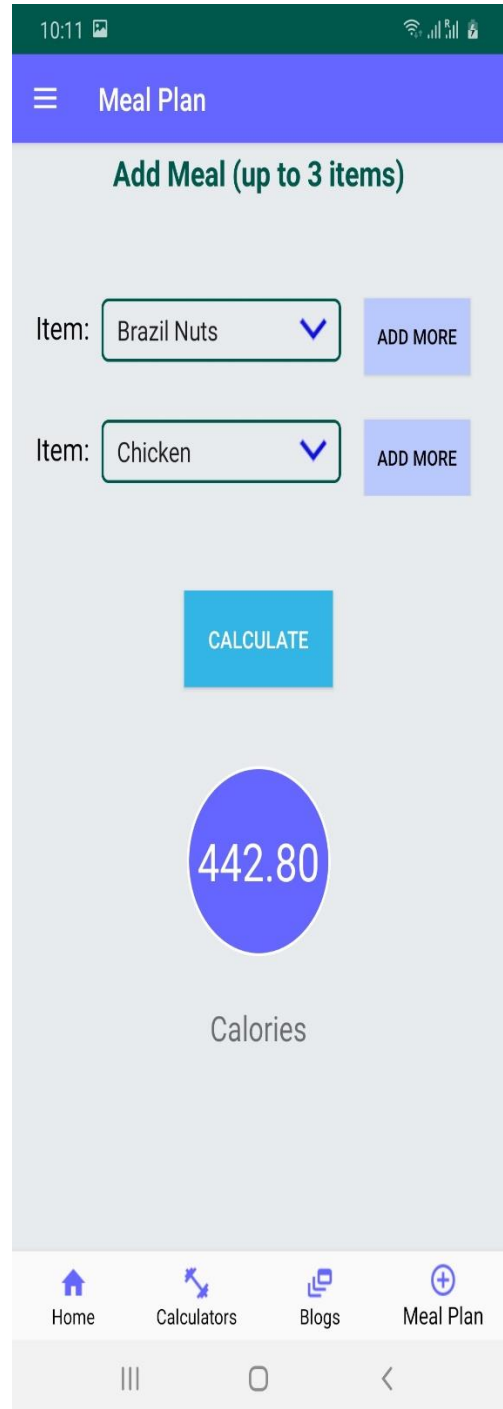 10:11
Meal Plan
Add Meal (up to 3 items)
Item: Brazil Nuts ADD MORE
Item: Chicken ADD MORE
CALCULATE
442.80
Calories
Home Calculators Blogs Meal Plan